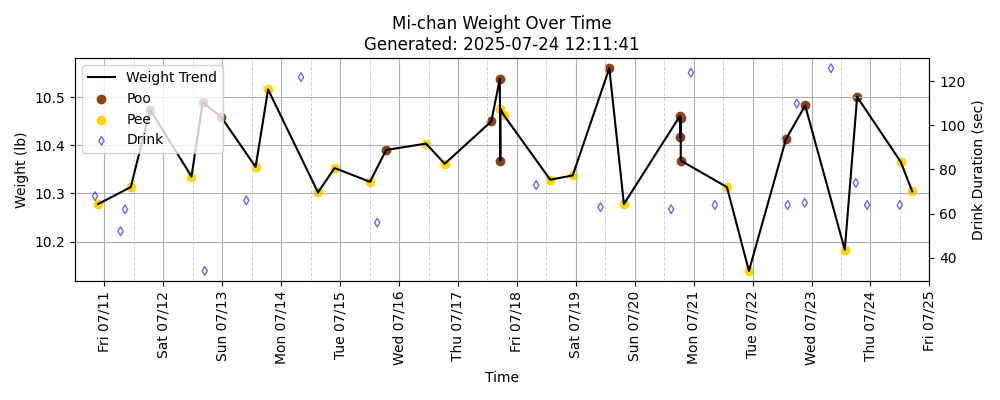 Mi-chan Weight Over Time
Generated: 2025-07-24 12:11:41
Weight Trend
Poo
Pee
Drink
Weight (lb)
10.5
10.4
10.3
10.2
Drink Duration (sec)
120
100
80
60
40
Fri 07/11
Sat 07/12
Sun 07/13
Mon 07/14
Tue 07/15
Wed 07/16
Thu 07/17
Fri 07/18
Sat 07/19
Sun 07/20
Mon 07/21
Tue 07/22
Wed 07/23
Thu 07/24
Fri 07/25
Time